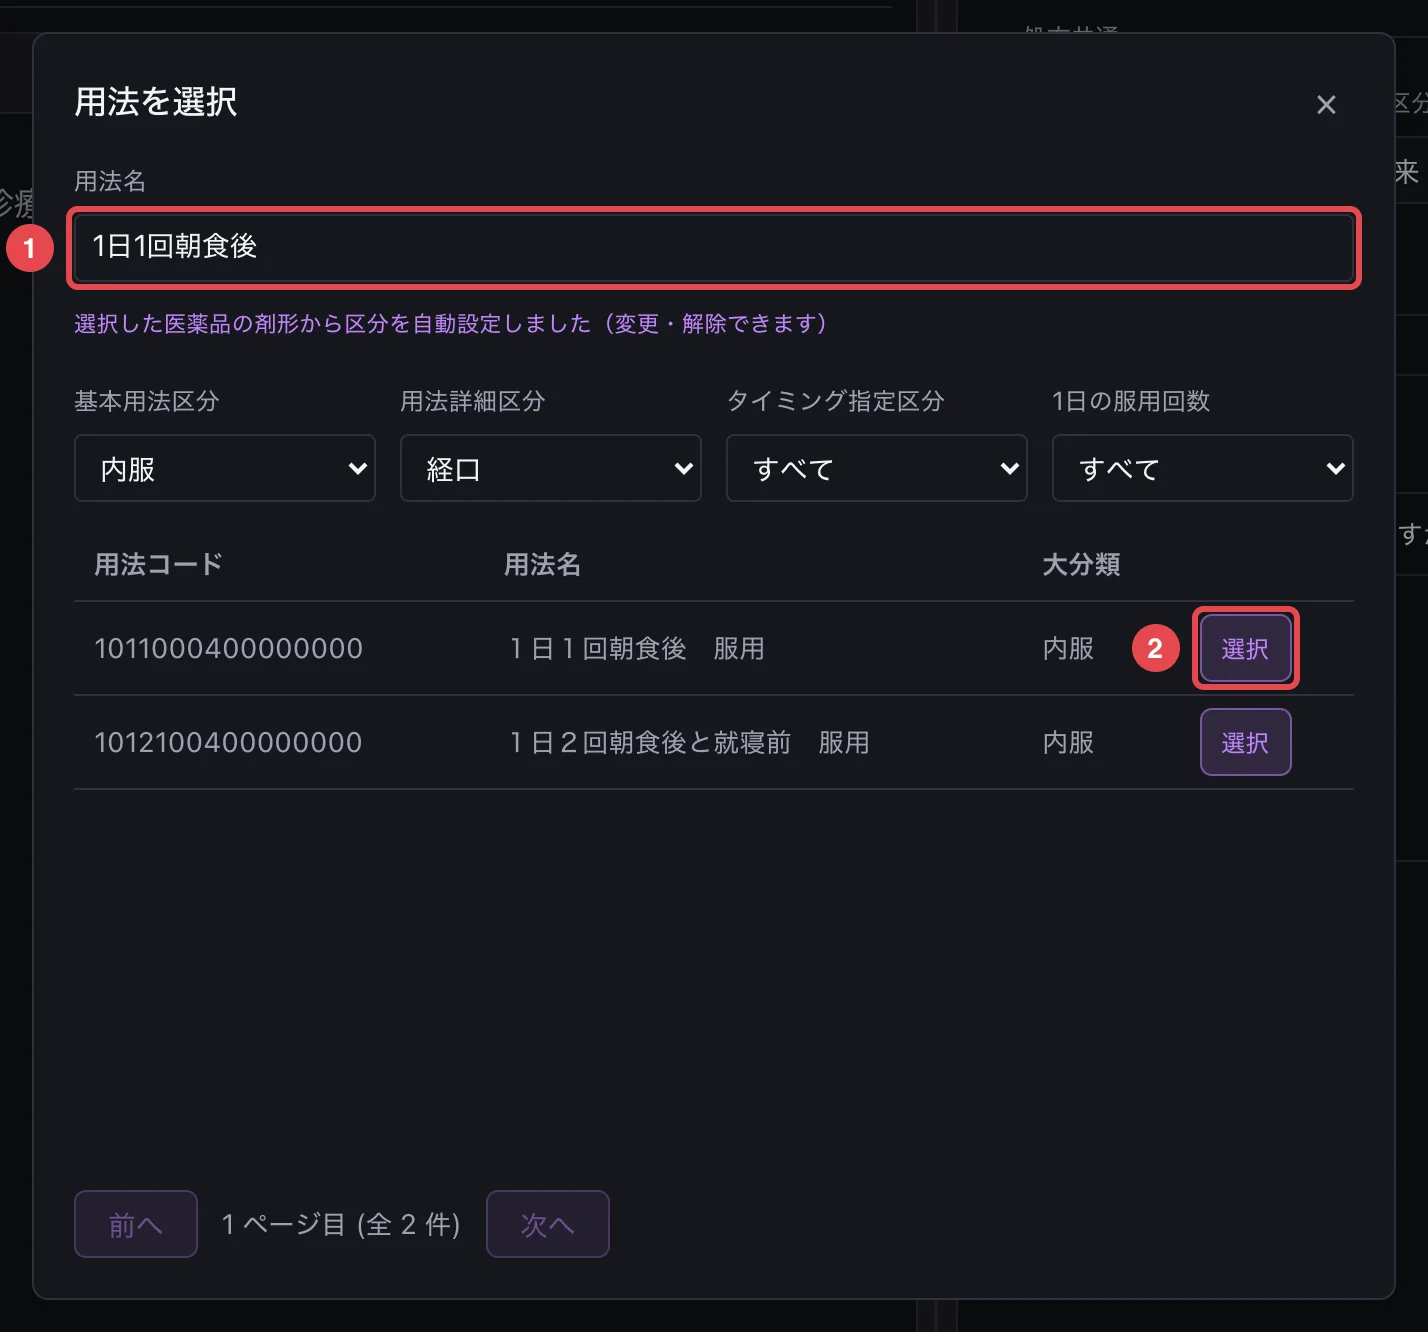 用法を選択
×
用法名
1
1日1回朝食後
選択した医薬品の剤形から区分を自動設定しました（変更・解除できます）
基本用法区分 用法詳細区分 タイミング指定区分 1日の服用回数
内服 経口 すべて すべて
用法コード 用法名 大分類
1011000400000000 １日１回朝食後　服用 内服 2 選択
1012100400000000 １日２回朝食後と就寝前　服用 内服 選択
前へ 1 ページ目 (全 2 件) 次へ
区分
来